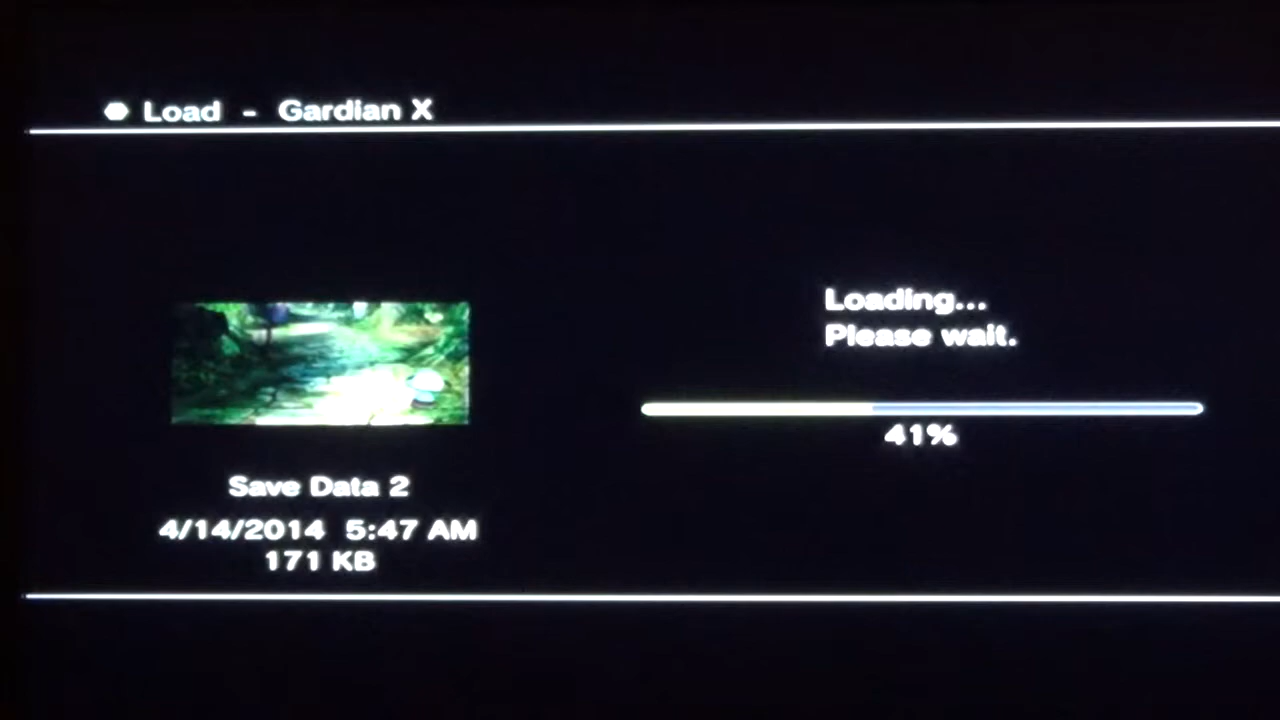 Load - Gardian X
Loading...
Please wait.
41%
Save Data 2
4/14/2014 5:47 AM
171 KB